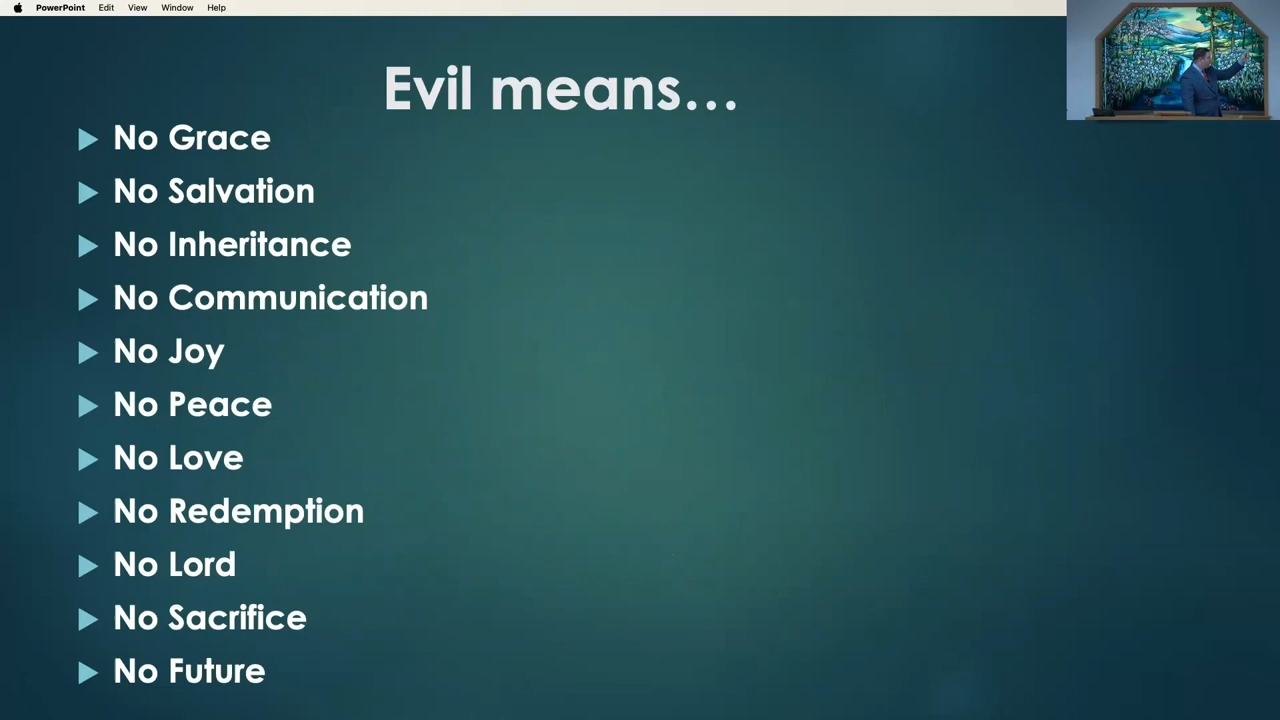 PowerPoint Edit View Window Help
Evil means...
No Grace
No Salvation
No Inheritance
No Communication
No Joy
No Peace
No Love
No Redemption
No Lord
No Sacrifice
No Future